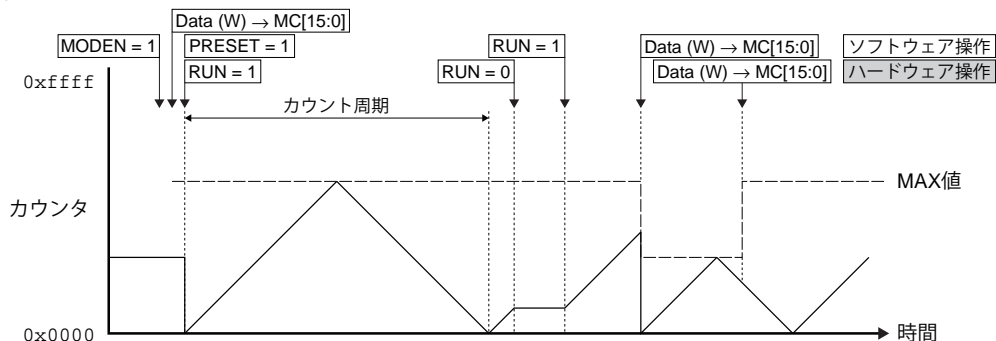 Data (W) → MC[15:0]
MODEN = 1
PRESET = 1
RUN = 1
RUN = 1
RUN = 0
Data (W) → MC[15:0]
ソフトウェア操作
Data (W) → MC[15:0]
ハードウェア操作
0xffff
カウント周期
MAX値
カウンタ
0x0000
時間